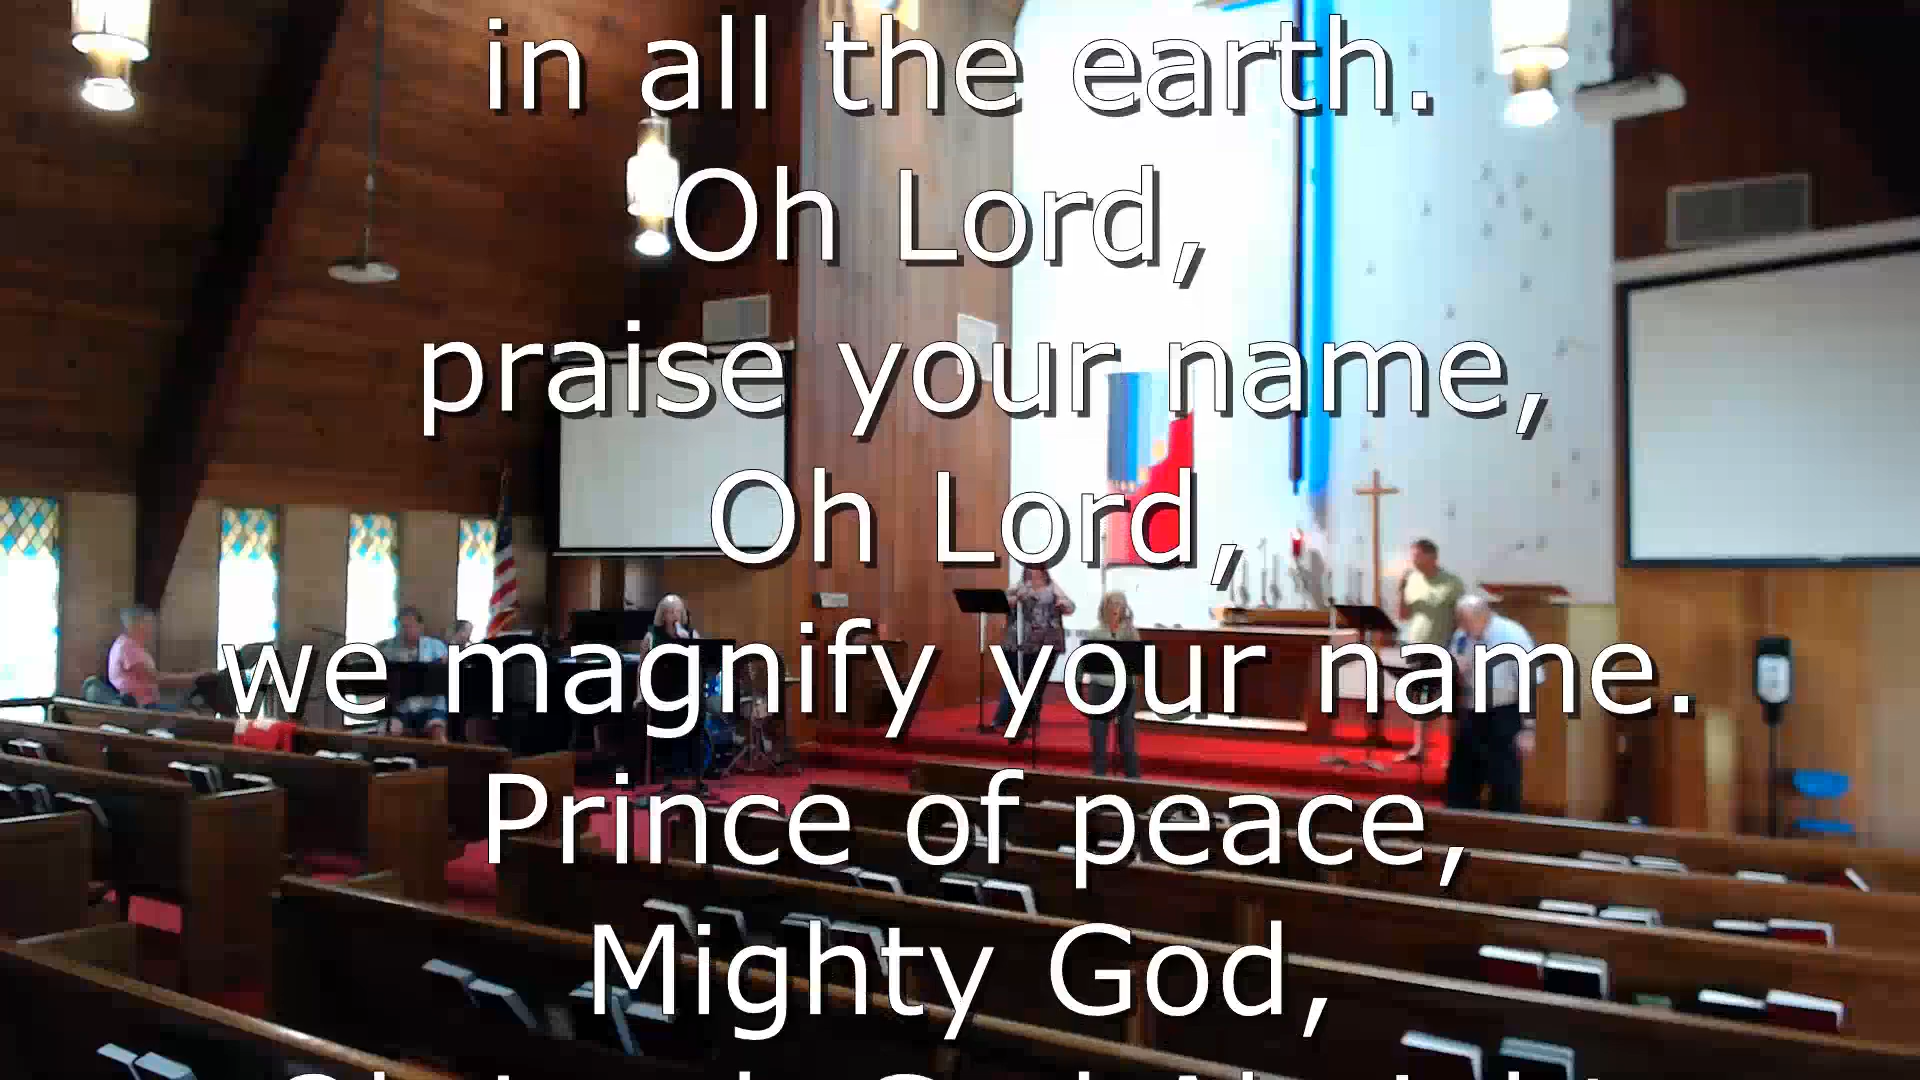 in all the earth.
Oh Lord,
praise your name,
Oh Lord,
we magnify your name.
Prince of peace,
Mighty God,